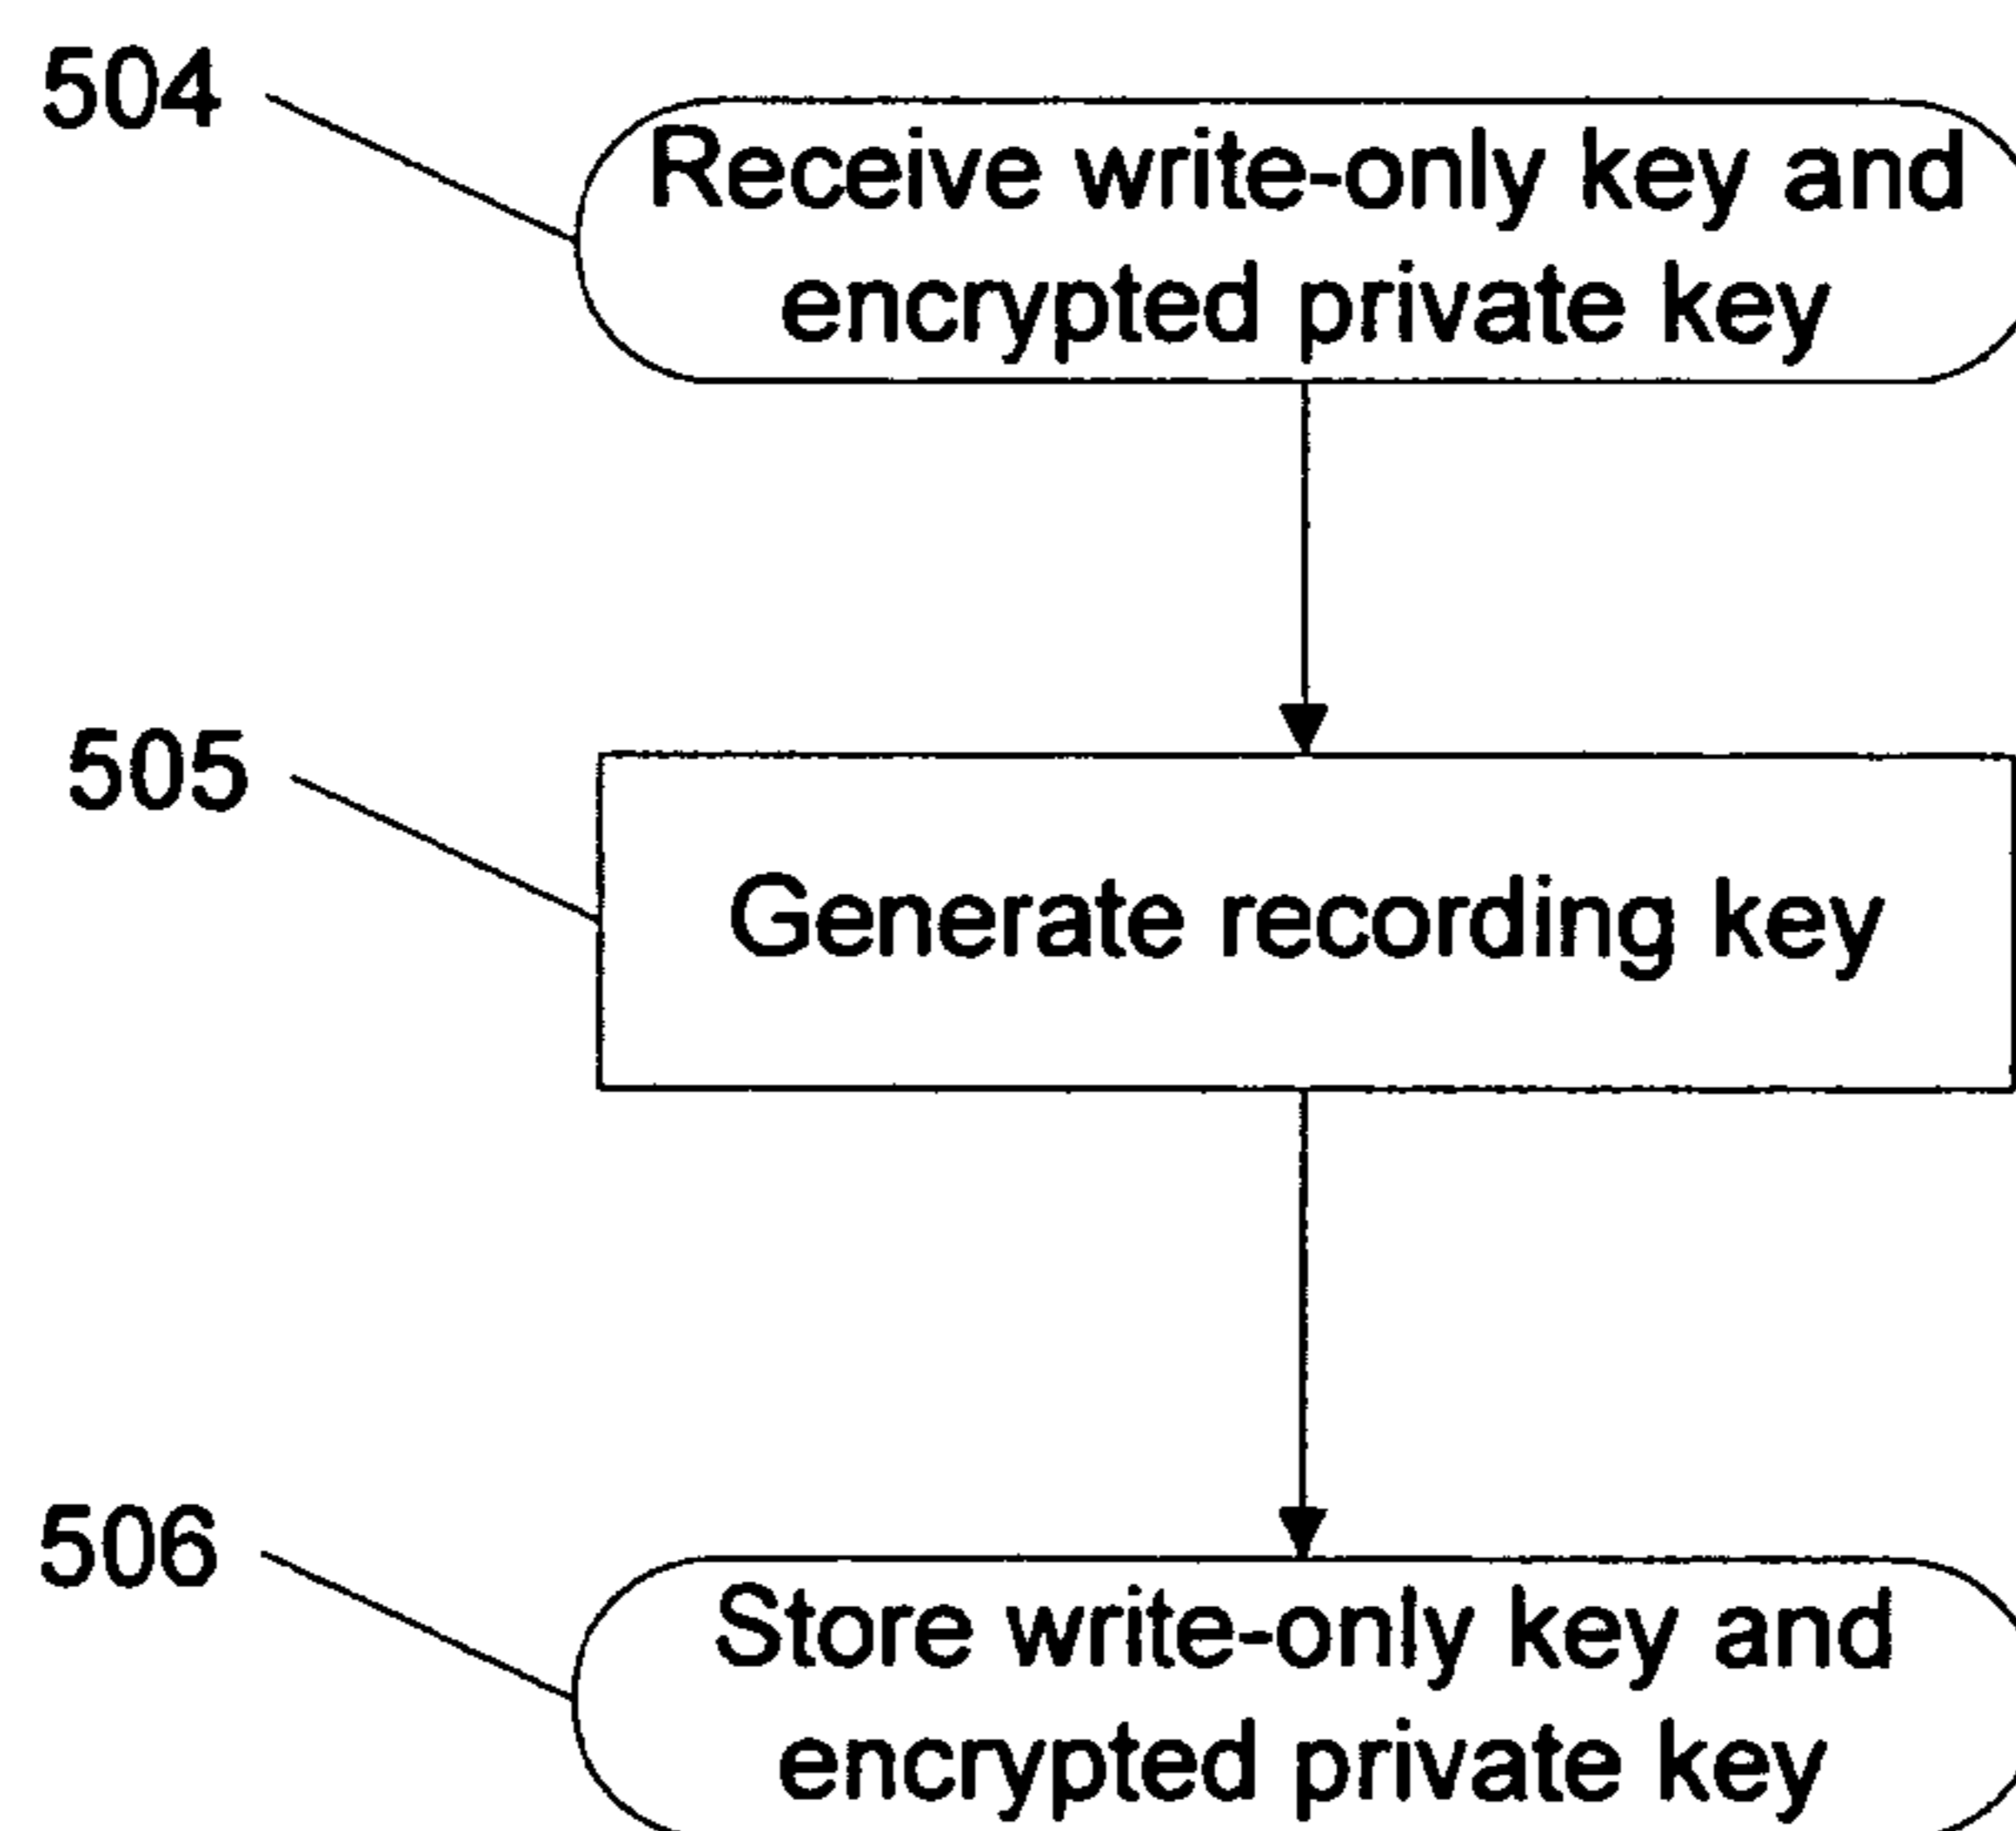 504
Receive write-only key and
encrypted private key
505
Generate recording key
506
Store write-only key and
encrypted private key